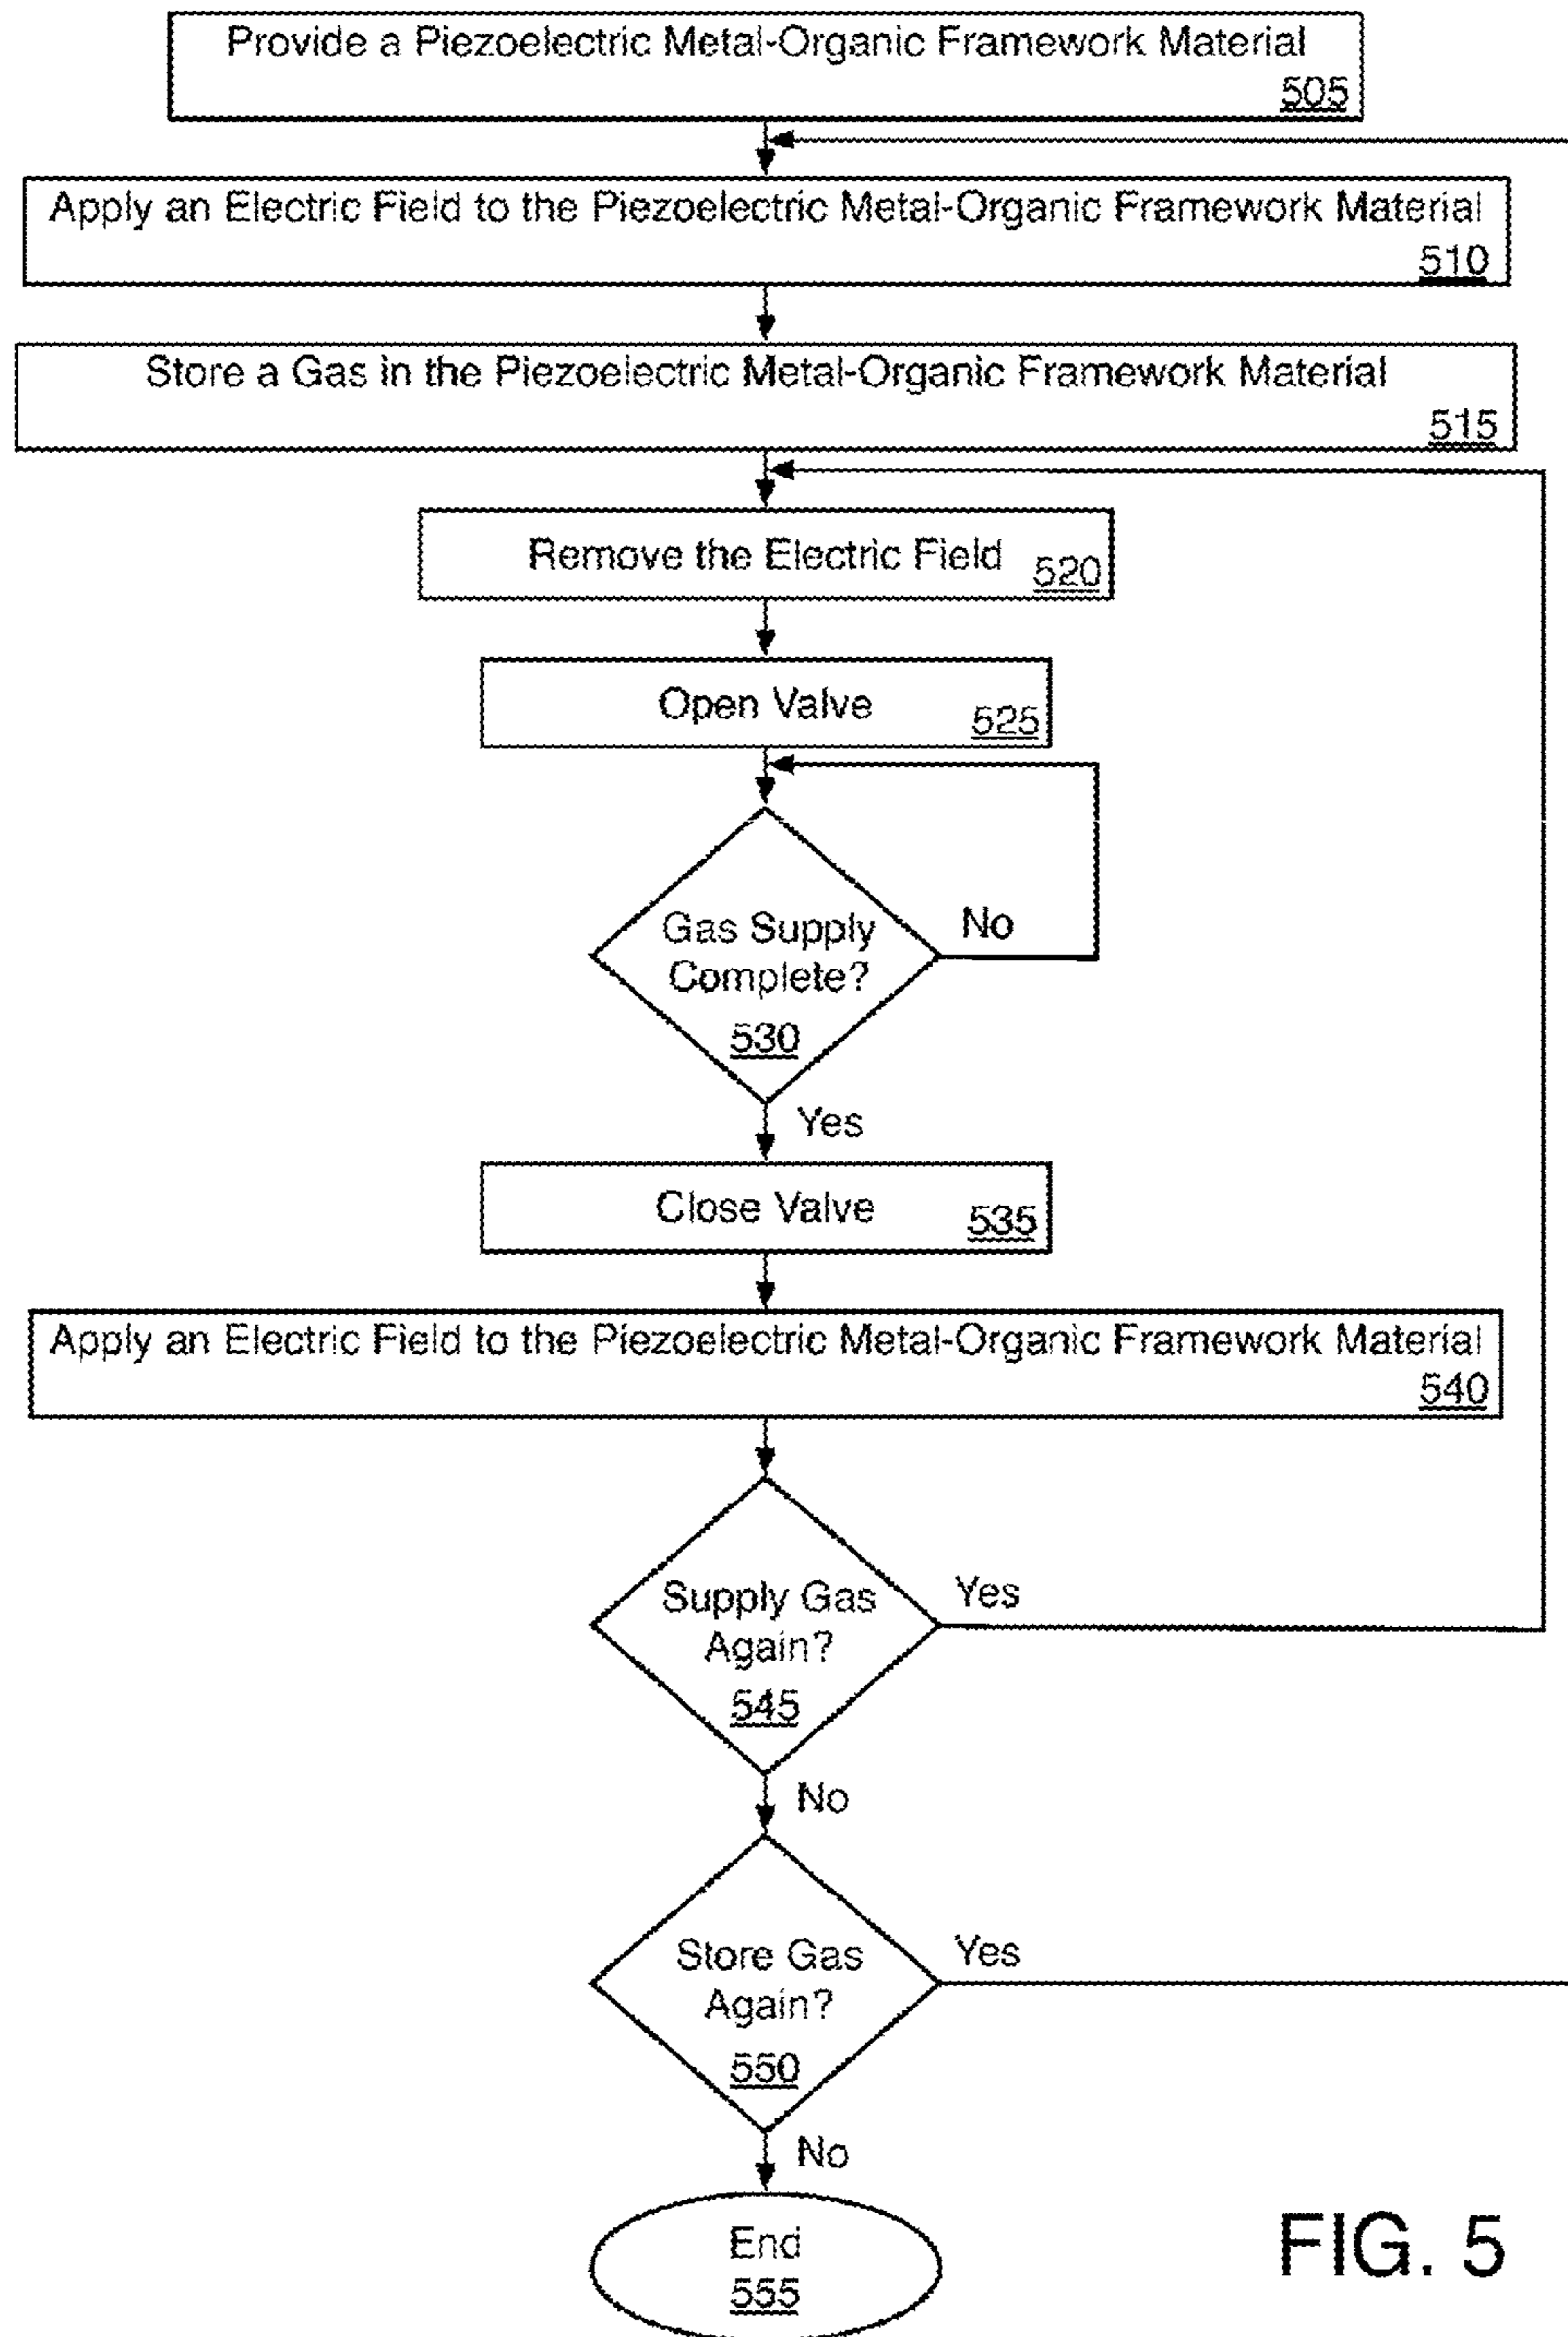 Provide a Piezoelectric Metal-Organic Framework Material
505
Apply an Electric Field to the Piezoelectric Metal-Organic Framework Material
510
Store a Gas in the Piezoelectric Metal-Organic Framework Material
515
Remove the Electric Field 520
Open Valve 525
Gas Supply
Complete?
530
No
Yes
Close Valve 535
Apply an Electric Field to the Piezoelectric Metal-Organic Framework Material
540
Supply Gas
Again?
545
Yes
No
Store Gas
Again?
550
Yes
No
End
555
FIG. 5